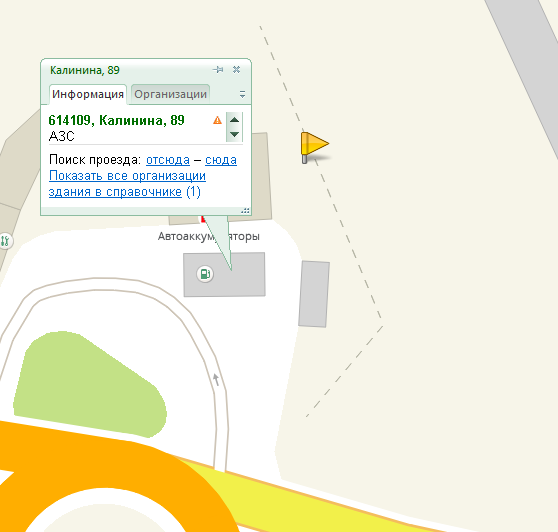 Калинина, 89
Информация Организации
614109, Калинина, 89
АЗС
Поиск проезда: отсюда – сюда
Показать все организации
здания в справочнике (1)
Автоаккумуляторы